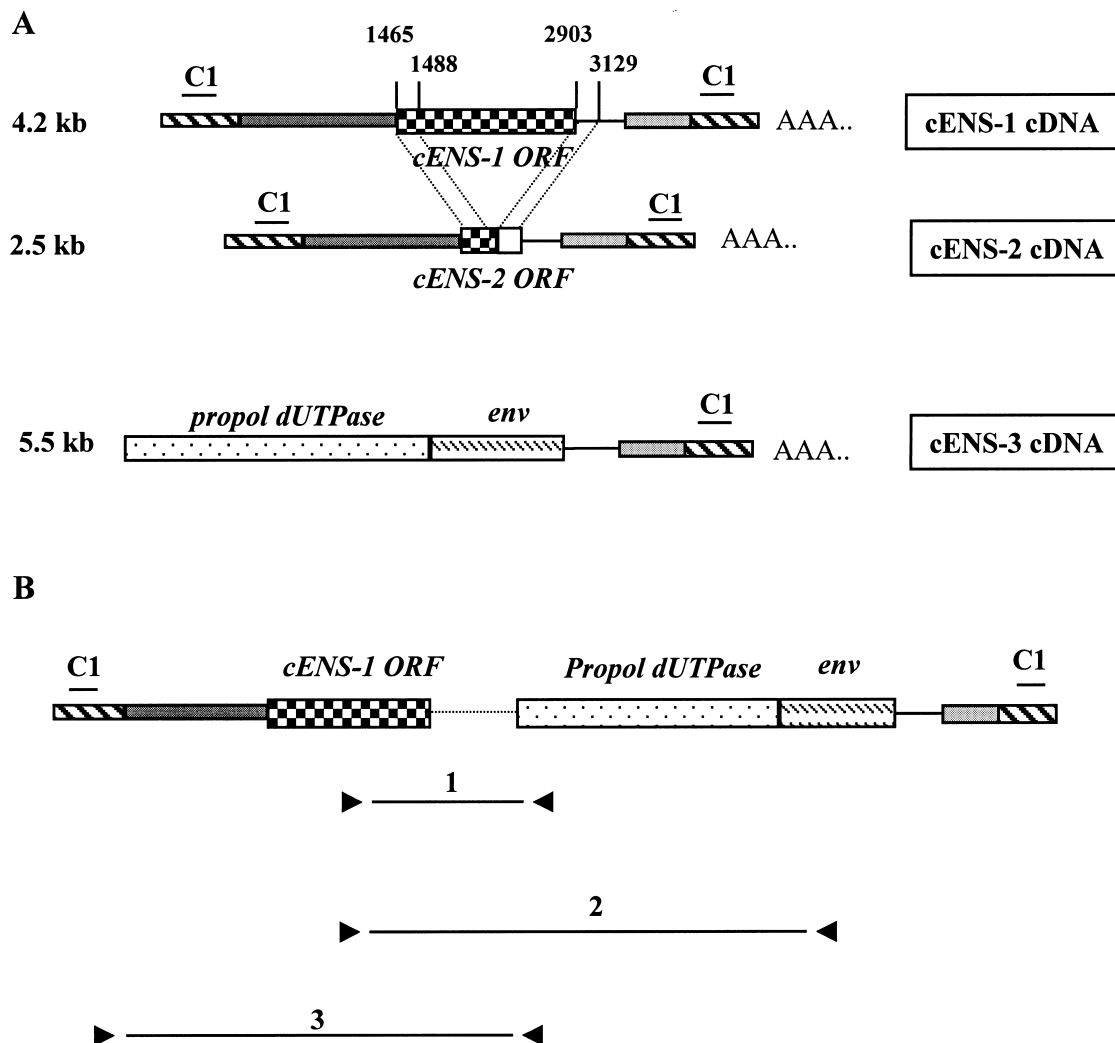 A
1465 2903
1488 3129
C1 C1
4.2 kb AAA.. cENS-1 cDNA
cENS-1 ORF
C1 C1
2.5 kb AAA.. cENS-2 cDNA
cENS-2 ORF
propol dUTPase env C1
5.5 kb AAA.. cENS-3 cDNA
B
C1 cENS-1 ORF Propol dUTPase env C1
1
2
3